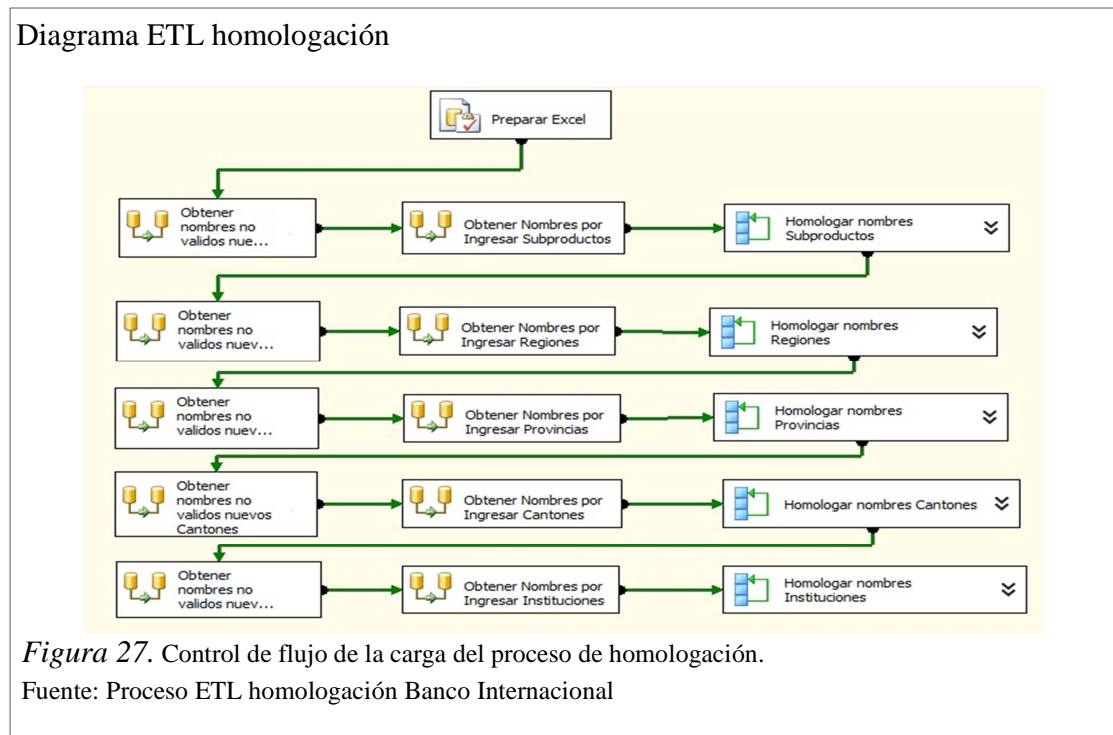 Diagrama ETL homologación
Preparar Excel
Obtener
nombres no
validos nue...
Obtener Nombres por
Ingresar Subproductos
Homologar nombres
Subproductos
Obtener
nombres no
validos nuev...
Obtener Nombres por
Ingresar Regiones
Homologar nombres
Regiones
Obtener
nombres no
validos nuev...
Obtener Nombres por
Ingresar Provincias
Homologar nombres
Provincias
Obtener
nombres no
validos nuevos
Cantones
Obtener Nombres por
Ingresar Cantones
Homologar nombres Cantones
Obtener
nombres no
validos nuev...
Obtener Nombres por
Ingresar Instituciones
Homologar nombres
Instituciones
Figura 27. Control de flujo de la carga del proceso de homologación.
Fuente: Proceso ETL homologación Banco Internacional